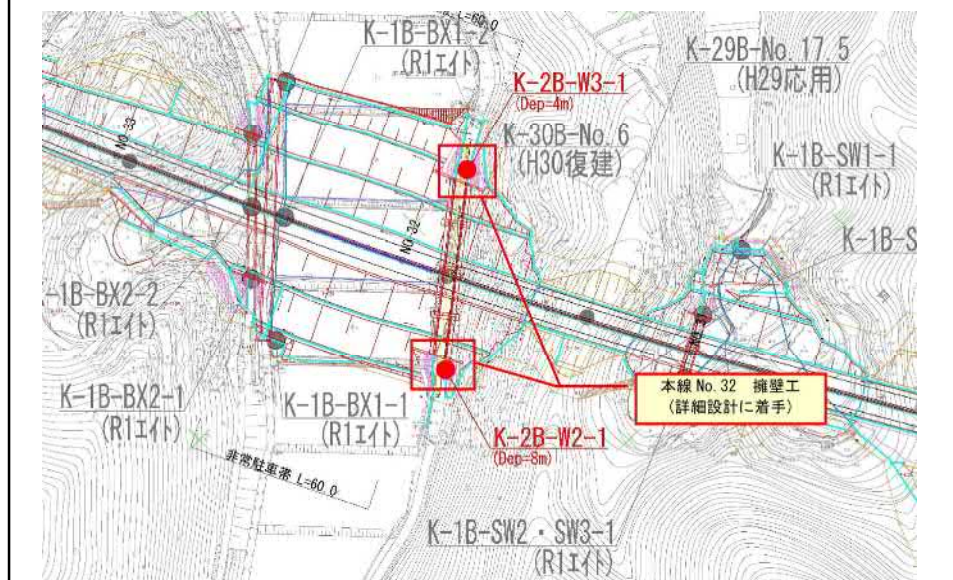 L=60.0
K-1B-BX1-2
(R1エイト)
K-29B-No.17.5
(H29応用)
K-2B-W3-1
(Dep=4m)
K-30B-No.6
(H30復建)
K-1B-SW1-1
(R1エイト)
NO.33
NO.32
K-1B-S
-1B-BX2-2
(R1エイト)
本線 No.32 擁壁工
(詳細設計に着手)
K-1B-BX2-1
(R1エイト)
K-1B-BX1-1
(R1エイト)
K-2B-W2-1
(Dep=8m)
非常駐車帯 L=60.0
K-1B-SW2・SW3-1
(R1エイト)